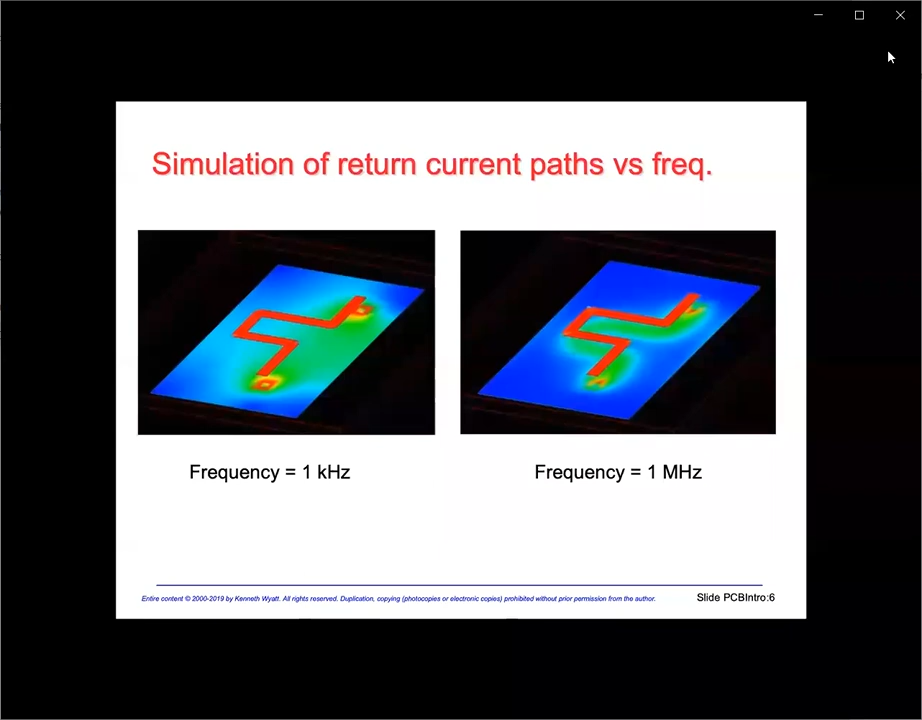 Simulation of return current paths vs freq.
Frequency = 1 kHz
Frequency = 1 MHz
Entire content © 2000-2019 by Kenneth Wyatt. All rights reserved. Duplication, copying (photocopies or electronic copies) prohibited without prior permission from the author.
Slide PCBIntro:6